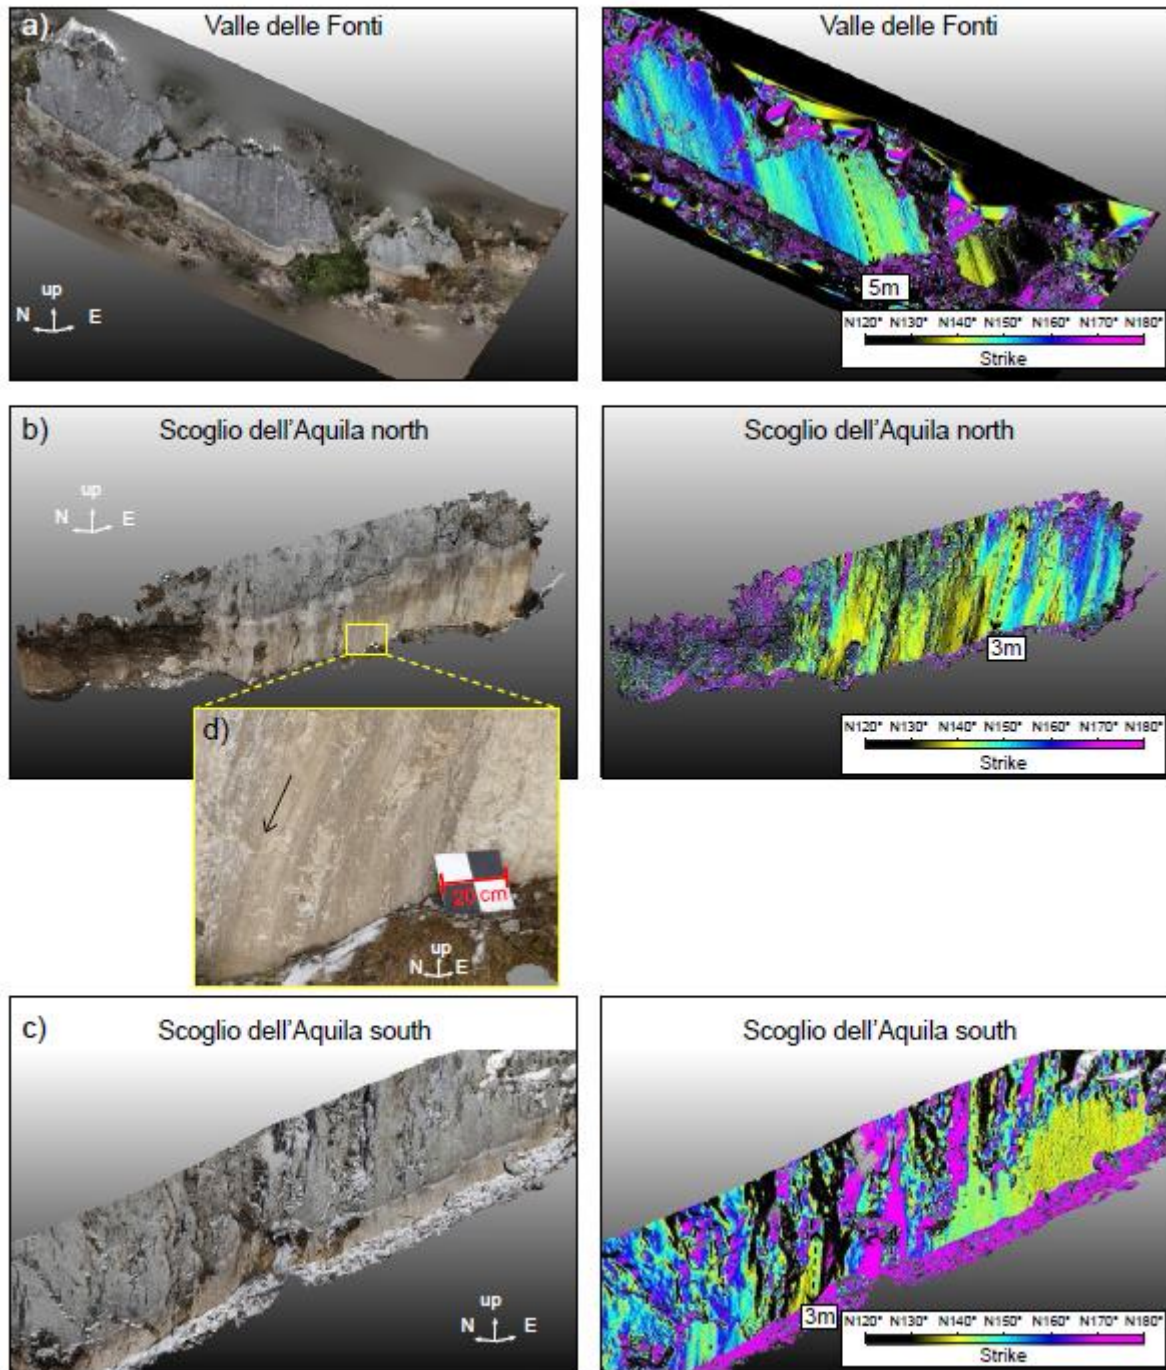 a)
Valle delle Fonti
up
N E
Valle delle Fonti
5m
N120° N130° N140° N150° N160° N170° N180°
Strike
b)
Scoglio dell'Aquila north
up
N E
Scoglio dell'Aquila north
3m
N120° N130° N140° N150° N160° N170° N180°
Strike
d)
20 cm
up
N E
c)
Scoglio dell'Aquila south
up
N E
Scoglio dell'Aquila south
3m
N120° N130° N140° N150° N160° N170° N180°
Strike